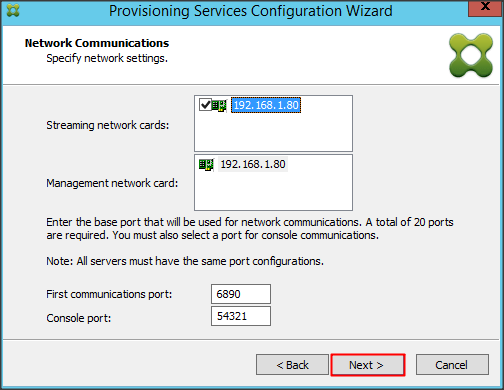 Provisioning Services Configuration Wizard
x
Network Communications
Specify network settings.
Streaming network cards:
192.168.1.80
Management network card:
192.168.1.80
Enter the base port that will be used for network communications. A total of 20 ports
are required. You must also select a port for console communications.
Note: All servers must have the same port configurations.
First communications port: 6890
Console port: 54321
< Back Next > Cancel